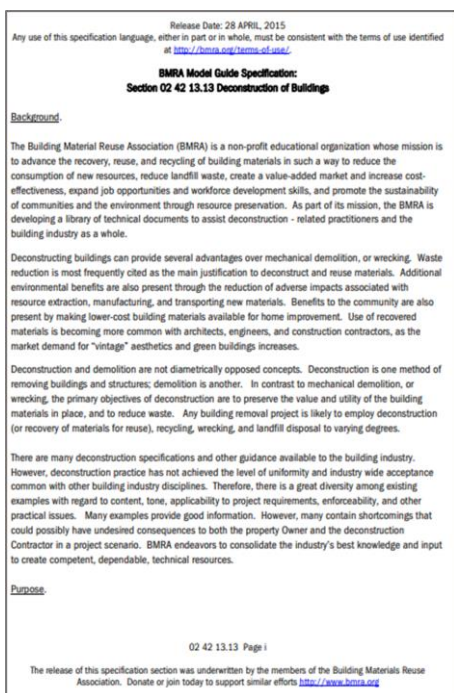 Release Date: 28 APRIL, 2015
Any use of this specification language, either in part or in whole, must be consistent with the terms of use identified
at http://bmra.org/terms-of-use/.
BMRA Model Guide Specification:
Section 02 42 13.13 Deconstruction of Buildings
Background.
The Building Material Reuse Association (BMRA) is a non-profit educational organization whose mission is
to advance the recovery, reuse, and recycling of building materials in such a way to reduce the
consumption of new resources, reduce landfill waste, create a value-added market and increase cost-
effectiveness, expand job opportunities and workforce development skills, and promote the sustainability
of communities and the environment through resource preservation. As part of its mission, the BMRA is
developing a library of technical documents to assist deconstruction - related practitioners and the
building industry as a whole.
Deconstructing buildings can provide several advantages over mechanical demolition, or wrecking. Waste
reduction is most frequently cited as the main justification to deconstruct and reuse materials. Additional
environmental benefits are also present through the reduction of adverse impacts associated with
resource extraction, manufacturing, and transporting new materials. Benefits to the community are also
present by making lower-cost building materials available for home improvement. Use of recovered
materials is becoming more common with architects, engineers, and construction contractors, as the
market demand for "vintage" aesthetics and green buildings increases.
Deconstruction and demolition are not diametrically opposed concepts. Deconstruction is one method of
removing buildings and structures; demolition is another. In contrast to mechanical demolition, or
wrecking, the primary objectives of deconstruction are to preserve the value and utility of the building
materials in place, and to reduce waste. Any building removal project is likely to employ deconstruction
(or recovery of materials for reuse), recycling, wrecking, and landfill disposal to varying degrees.
There are many deconstruction specifications and other guidance available to the building industry.
However, deconstruction practice has not achieved the level of uniformity and industry wide acceptance
common with other building industry disciplines. Therefore, there is a great diversity among existing
examples with regard to content, tone, applicability to project requirements, enforceability, and other
practical issues. Many examples provide good information. However, many contain shortcomings that
could possibly have undesired consequences to both the property Owner and the deconstruction
Contractor in a project scenario. BMRA endeavors to consolidate the industry's best knowledge and input
to create competent, dependable, technical resources.
Purpose.
02 42 13.13 Page i
The release of this specification section was underwritten by the members of the Building Materials Reuse
Association. Donate or join today to support similar efforts http://www.bmra.org